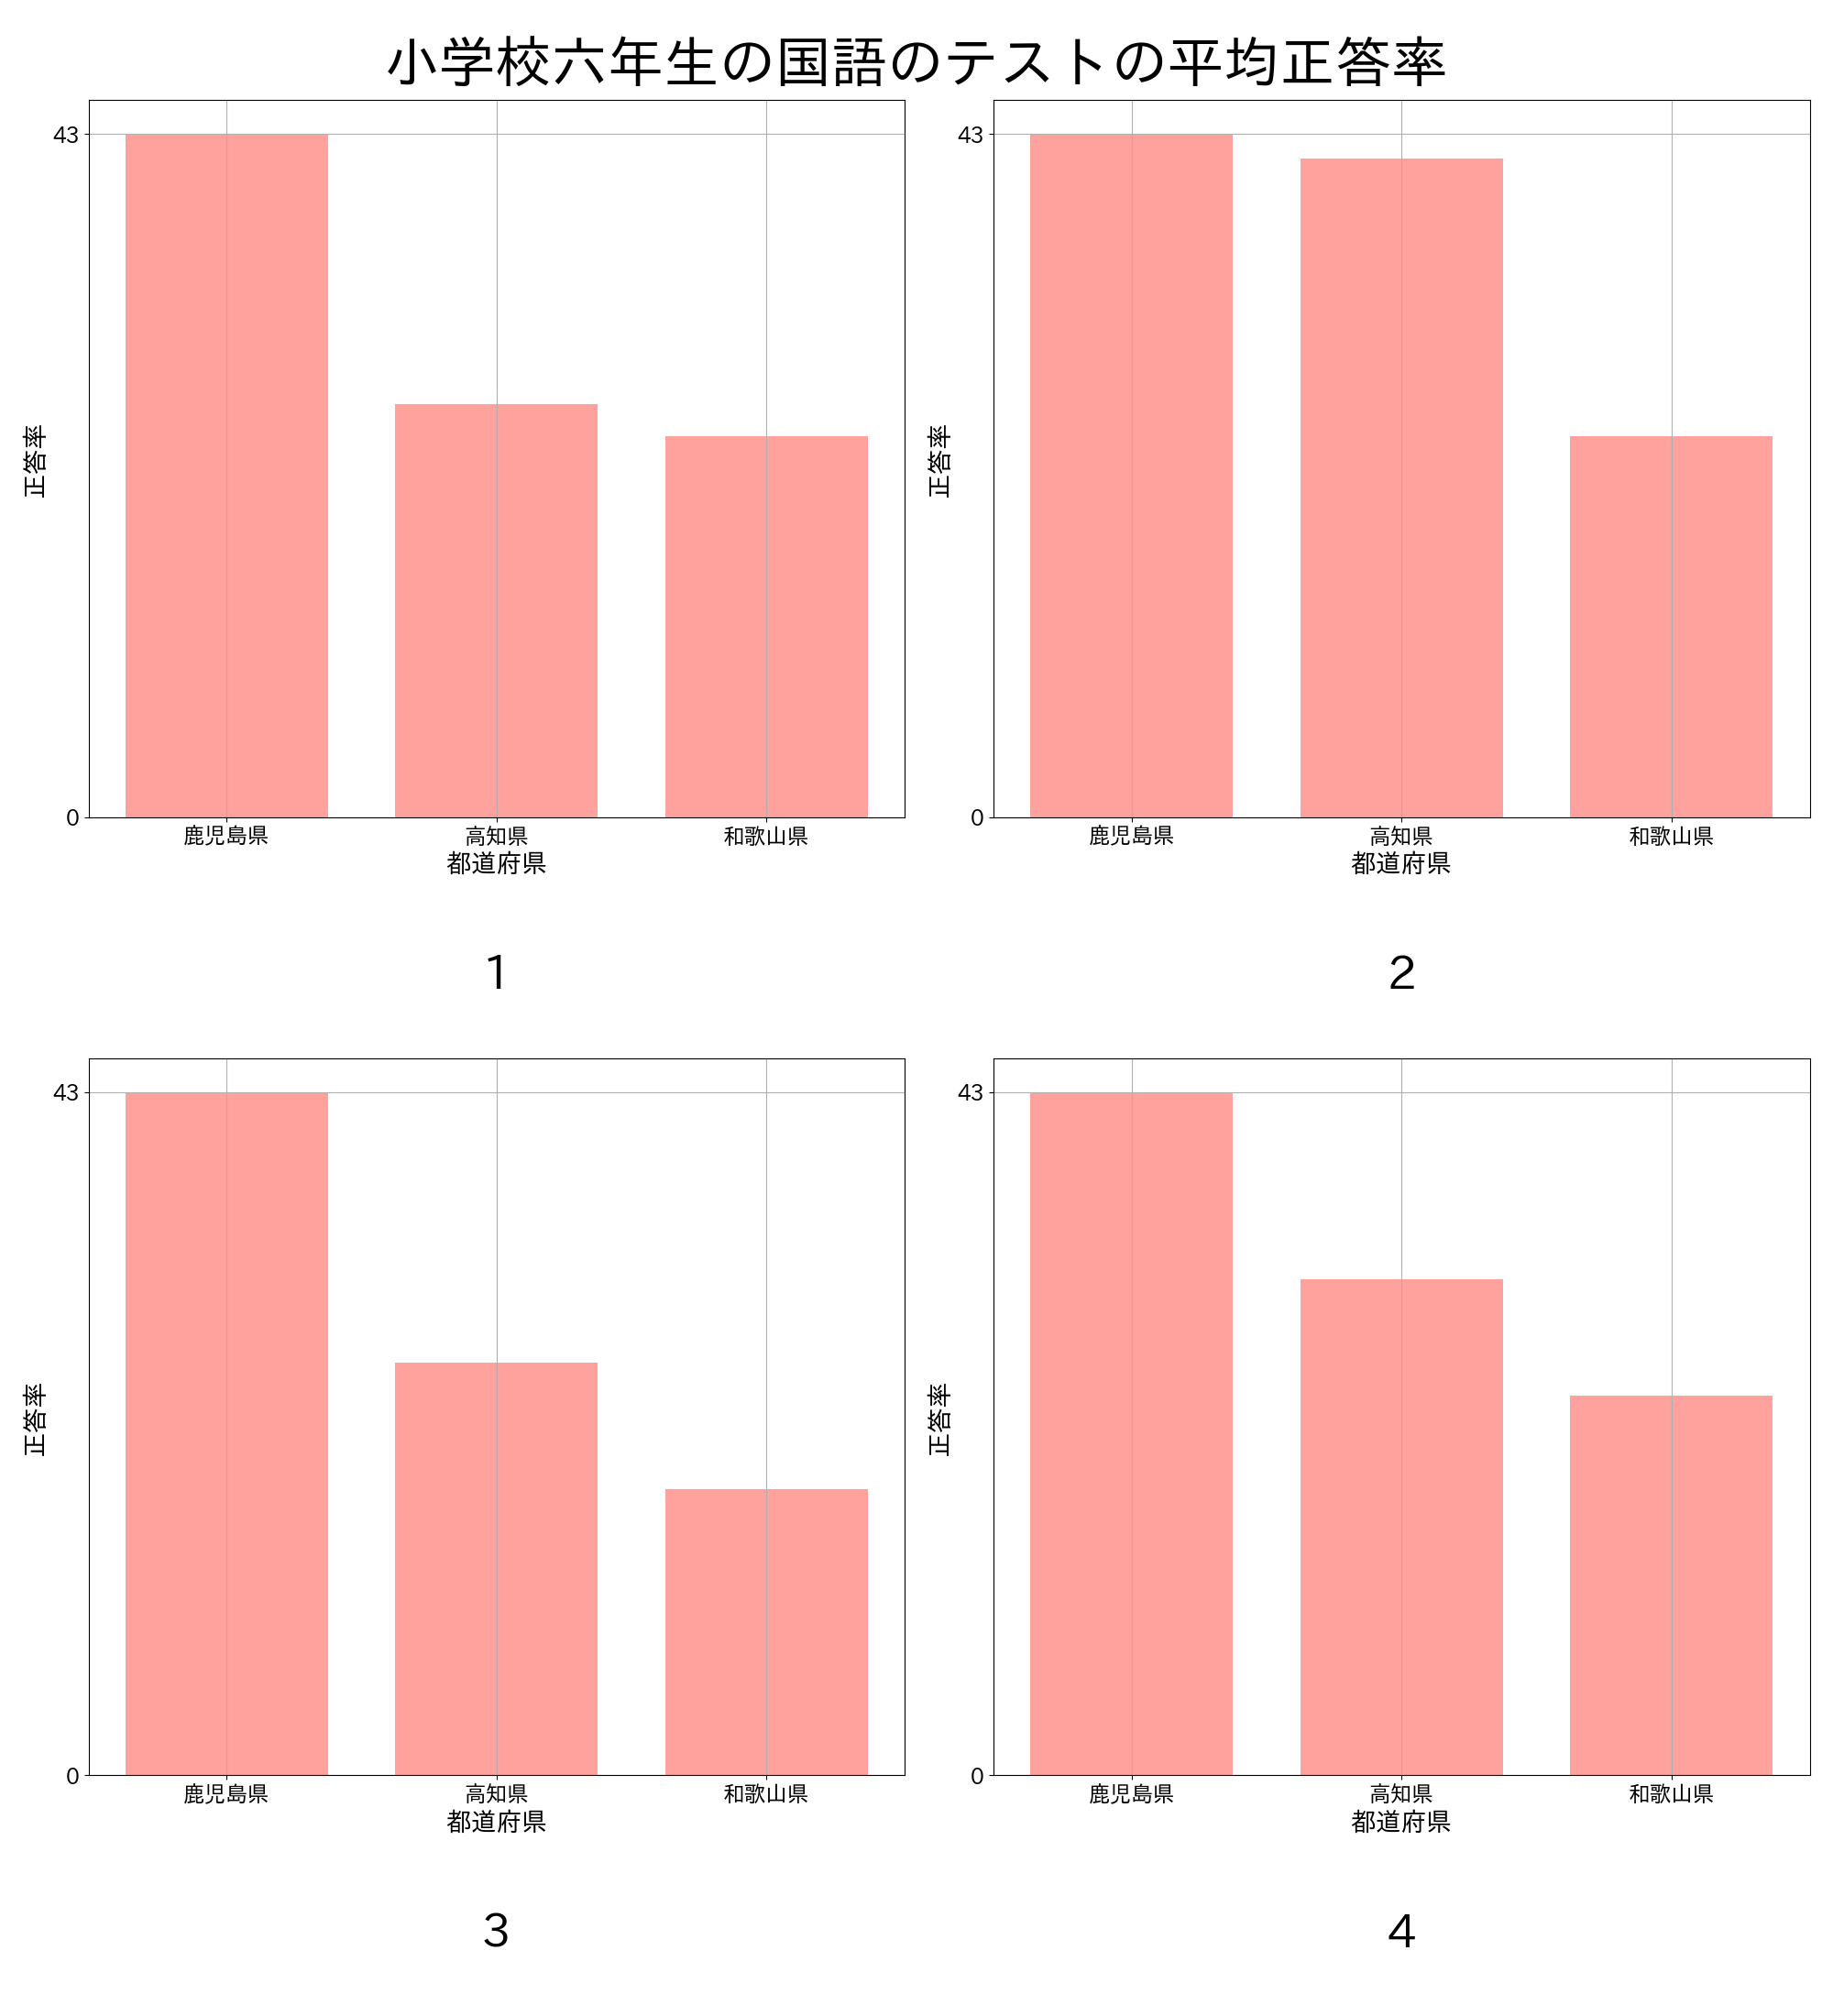 小学校六年生の国語のテストの平均正答率
43
0
正答率
鹿児島県 高知県 和歌山県
都道府県
1
43
0
正答率
鹿児島県 高知県 和歌山県
都道府県
2
43
0
正答率
鹿児島県 高知県 和歌山県
都道府県
3
43
0
正答率
鹿児島県 高知県 和歌山県
都道府県
4